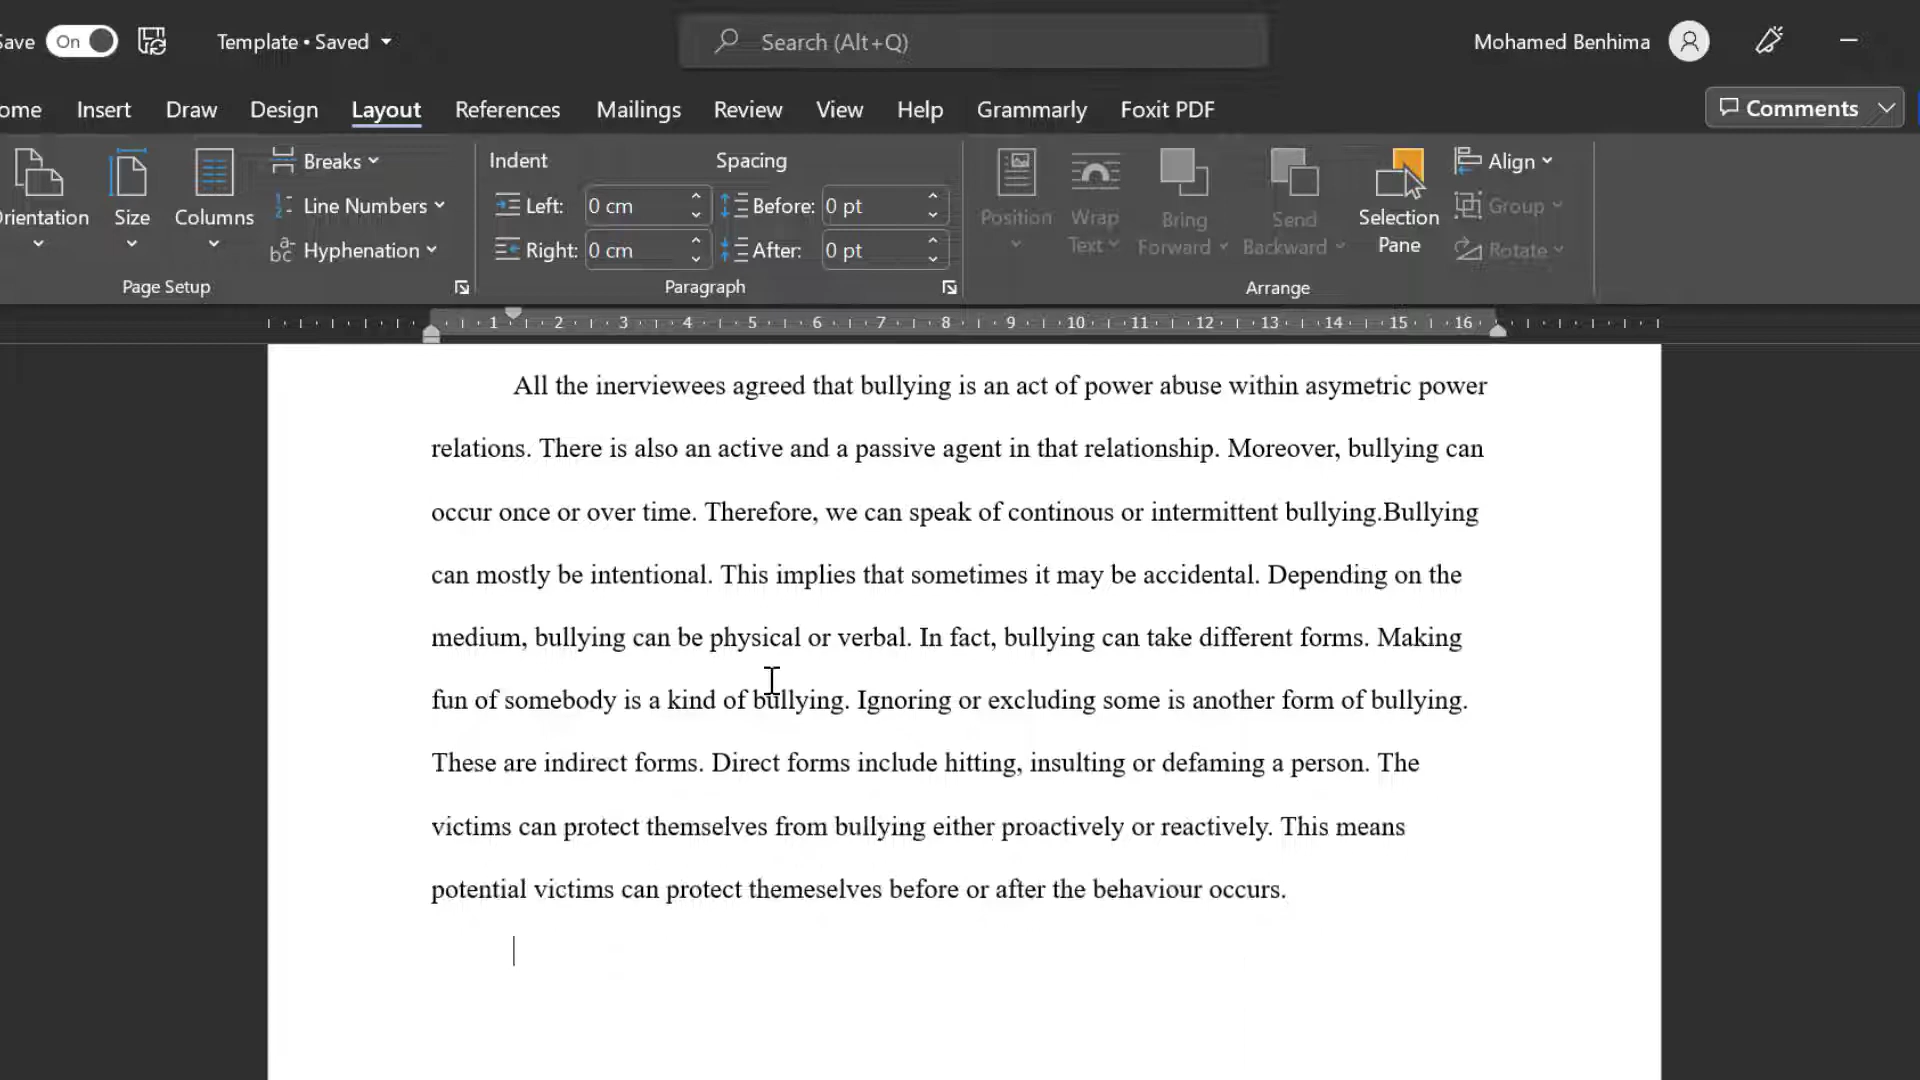 Save On Template • Saved Search (Alt+Q) Mohamed Benhima
ome Insert Draw Design Layout References Mailings Review View Help Grammarly Foxit PDF Comments
Orientation Size Columns
Breaks
Line Numbers
Hyphenation
Page Setup
Indent Spacing
Left: 0 cm Before: 0 pt
Right: 0 cm After: 0 pt
Paragraph
Position
Wrap
Text
Bring
Forward
Send
Backward
Selection
Pane
Align
Group
Rotate
Arrange
1 2 3 4 5 6 7 8 9 10 11 12 13 14 15 16
All the inerviewees agreed that bullying is an act of power abuse within asymetric power
relations. There is also an active and a passive agent in that relationship. Moreover, bullying can
occur once or over time. Therefore, we can speak of continous or intermittent bullying.Bullying
can mostly be intentional. This implies that sometimes it may be accidental. Depending on the
medium, bullying can be physical or verbal. In fact, bullying can take different forms. Making
fun of somebody is a kind of bullying. Ignoring or excluding some is another form of bullying.
These are indirect forms. Direct forms include hitting, insulting or defaming a person. The
victims can protect themselves from bullying either proactively or reactively. This means
potential victims can protect themeselves before or after the behaviour occurs.